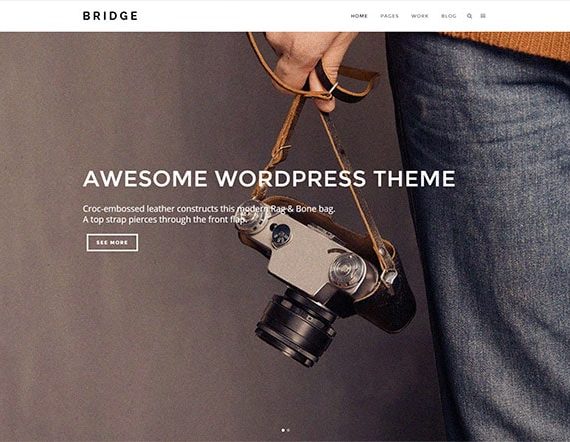 BRIDGE
HOME PAGES WORK BLOG
AWESOME WORDPRESS THEME
Croc-embossed leather constructs this modern Rag & Bone bag.
A top strap pierces through the front flap.
SEE MORE